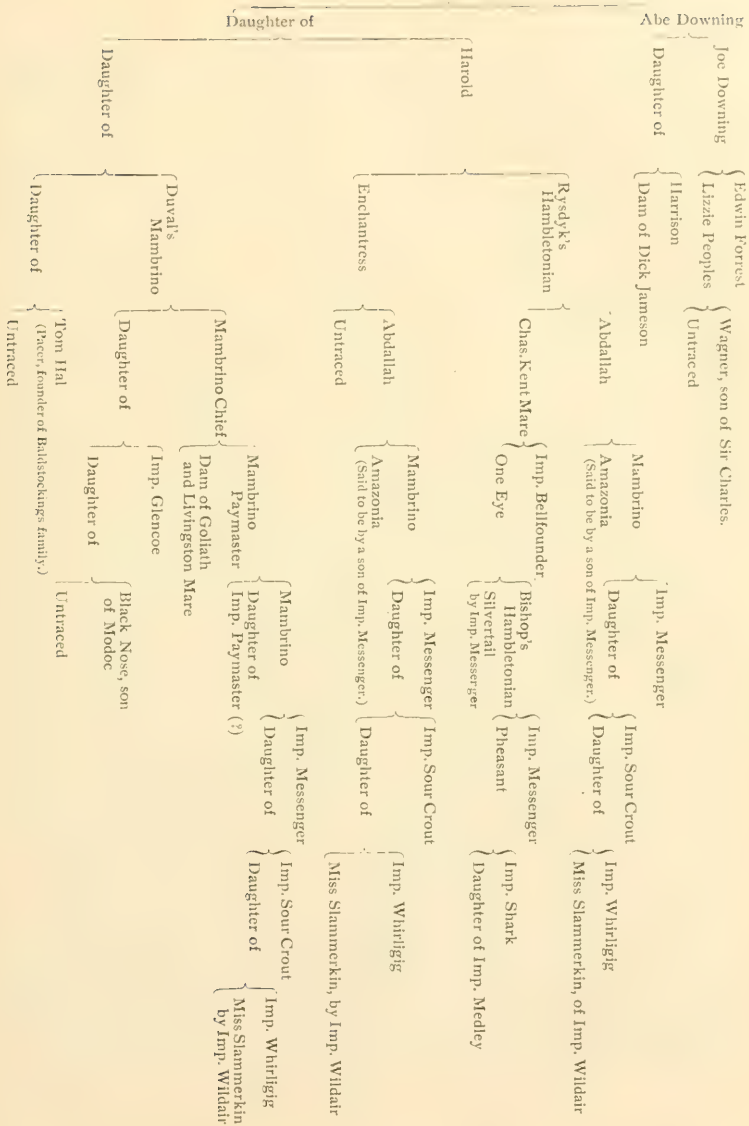 Abe Downing
Daughter of
Joe Downing
Daughter of
Harold
Daughter of
Edwin Forrest
Lizzie Peoples
Harrison
Dam of Dick Jameson
Rysdyk's
Hambletonian
Enchantress
Duval's
Mambrino
Daughter of
Wagner, son of Sir Charles.
Untraced
Abdallah
Chas. Kent Mare
Abdallah
Untraced
Mambrino Chief
Daughter of
Tom Hal
(Pacer, founder of Baldstockings family.)
Untraced
Mambrino
Amazonia
(Said to be by a son of Imp. Messenger.)
Imp. Bellfounder
One Eye
Mambrino
Amazonia
(Said to be by a son of Imp. Messenger.)
Mambrino
Paymaster
Dam of Goliath
and Livingston Mare
Imp. Glencoe
Daughter of
Imp. Messenger
Daughter of
Bishop's
Hambletonian
Silvertail
by Imp. Messerger
Imp. Messenger
Daughter of
Mambrino
Daughter of
Imp. Paymaster (?)
Black Nose, son
of Modoc
Untraced
Imp. Sour Crout
Daughter of
Imp. Messenger
Pheasant
Imp. Sour Crout
Daughter of
Imp. Messenger
Daughter of
Imp. Whirligig
Miss Slammerkin, of Imp. Wildair
Imp. Shark
Daughter of Imp. Medley
Imp. Whirligig
Miss Slammerkin, by Imp. Wildair
Imp. Sour Crout
Daughter of
Imp. Whirligig
Miss Slammerkin
by Imp. Wildair